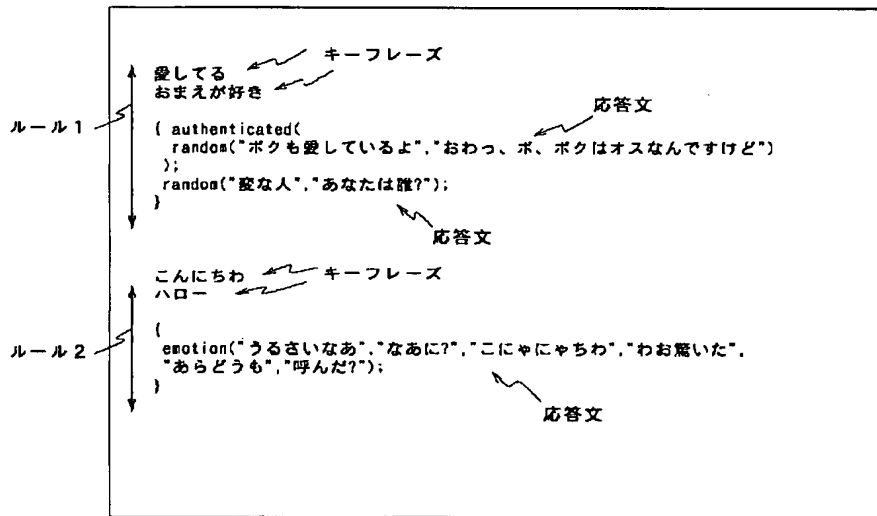 キーフレーズ
愛してる
おまえが好き
応答文
ルール1
{ authenticated(
random("ボクも愛しているよ","おわっ、ボ、ボクはオスなんですけど")
);
random("変な人","あなたは誰?");
}
応答文
こんにちわ
キーフレーズ
ハロー
{
ルール2
emotion("うるさいなあ","なあに?","こにゃにゃちわ","わお驚いた",
"あらどうも","呼んだ?");
}
応答文